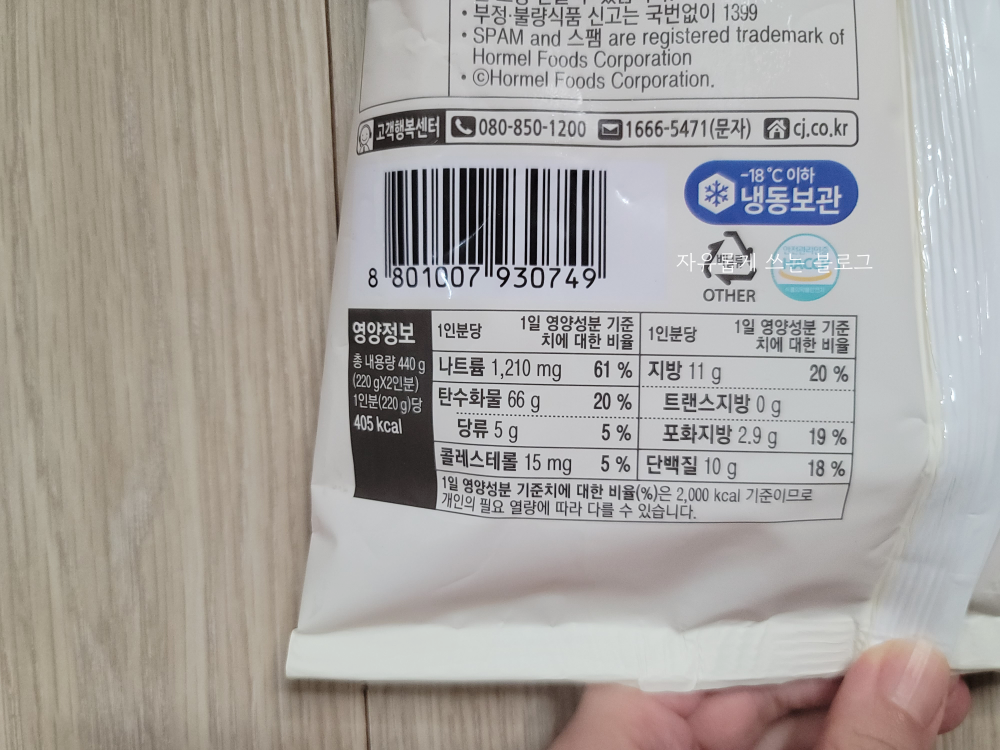 • 부정·불량식품 신고는 국번없이 1399
• SPAM and 스팸 are registered trademark of
Hormel Foods Corporation
• ©Hormel Foods Corporation.
고객행복센터 080-850-1200 1666-5471(문자) cj.co.kr
-18℃ 이하
냉동보관
8 801007 930749
자유롭게 쓰는 블로그
OTHER
영양정보
총 내용량 440 g
(220 gX2인분)
1인분(220 g)당
405 kcal
1인분당 1일 영양성분 기준
치에 대한 비율
나트륨 1,210 mg 61 %
탄수화물 66 g 20 %
당류 5 g 5 %
콜레스테롤 15 mg 5 %
1인분당 1일 영양성분 기준
치에 대한 비율
지방 11 g 20 %
트랜스지방 0 g
포화지방 2.9 g 19 %
단백질 10 g 18 %
1일 영양성분 기준치에 대한 비율(%)은 2,000 kcal 기준이므로
개인의 필요 열량에 따라 다를 수 있습니다.